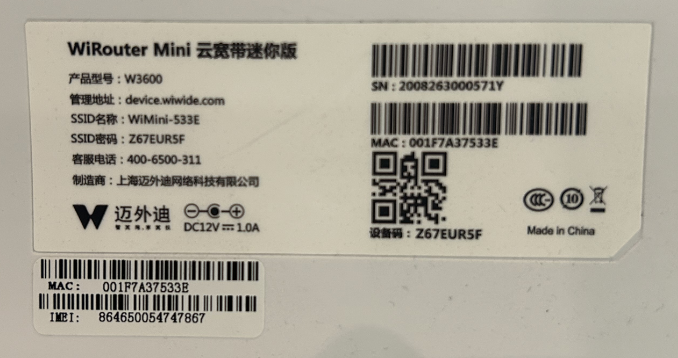 WiRouter Mini 云宽带迷你版
产品型号：W3600
管理地址：device.wiwide.com
SSID名称：WiMini-533E
SSID密码：Z67EUR5F
客服电话：400-6500-311
制造商：上海迈外迪网络科技有限公司
迈外迪
DC12V 1.0A
SN：2008263000571Y
MAC：001F7A37533E
设备码：Z67EUR5F
10
Made in China
MAC: 001F7A37533E
IMEI: 864650054747867